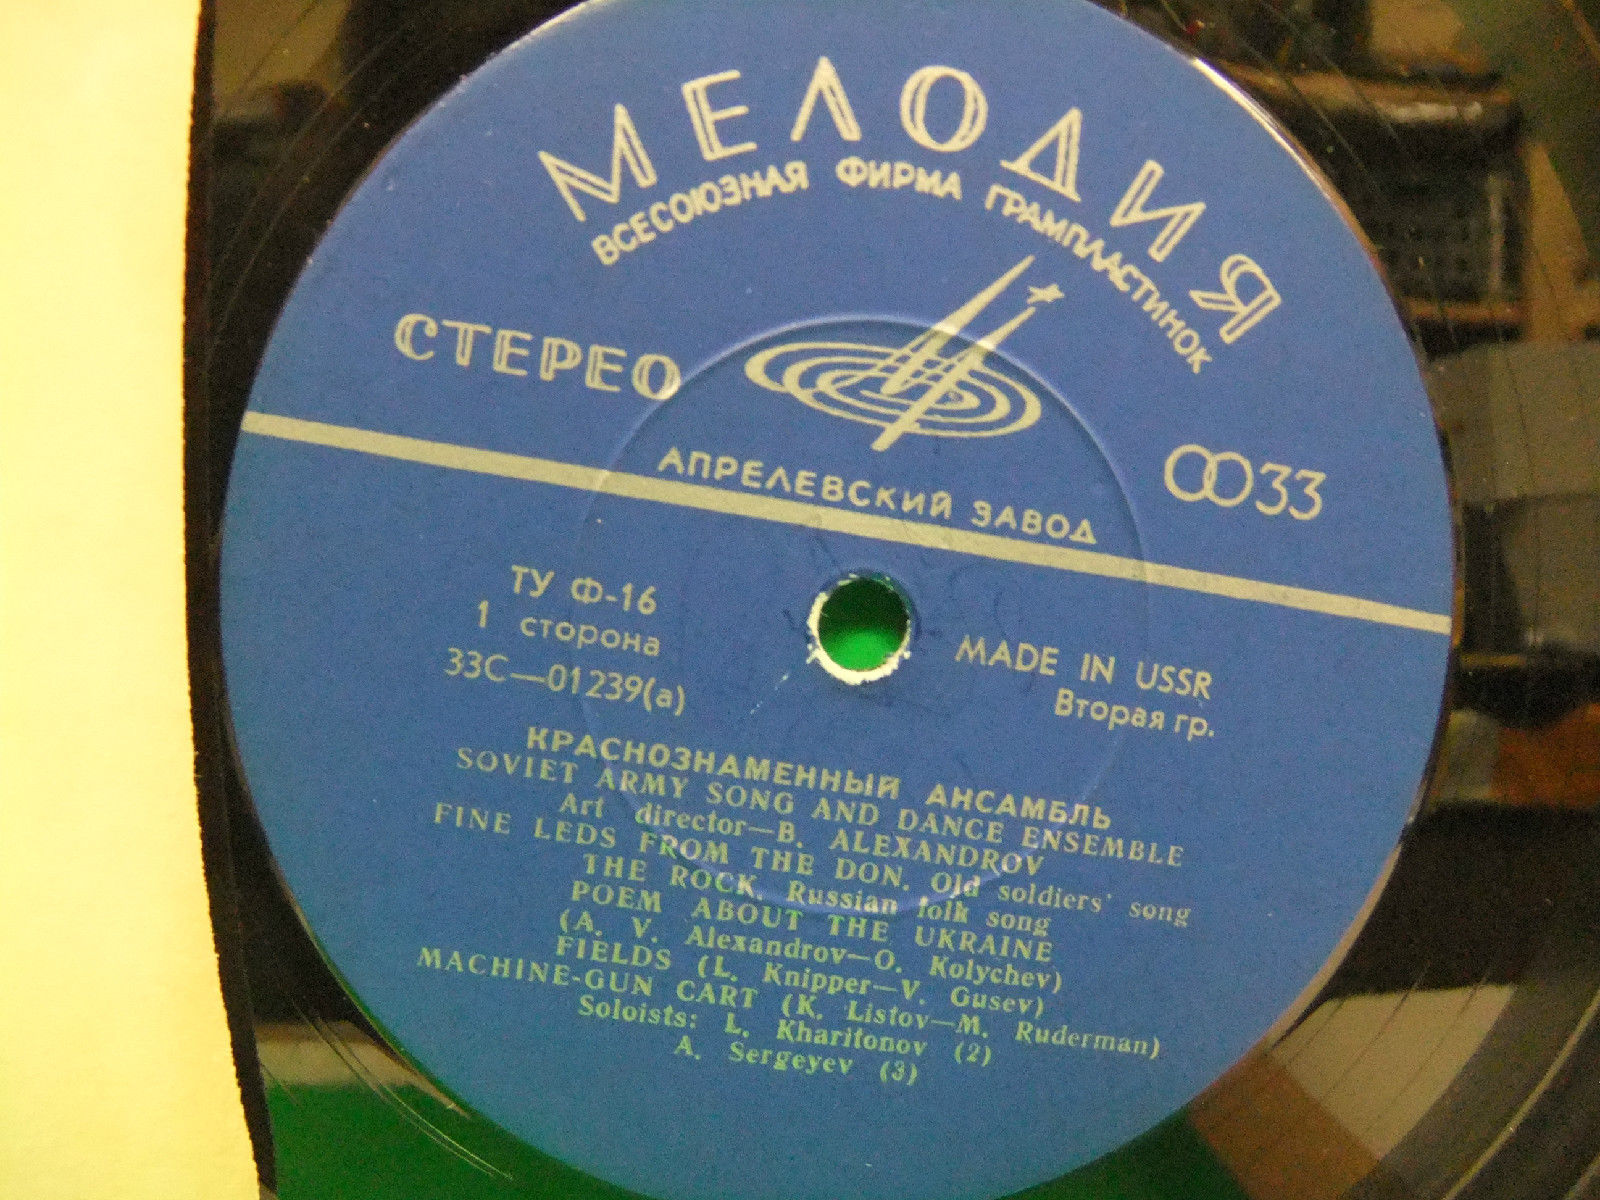 МЕЛОДИЯ
ВСЕСОЮЗНАЯ ФИРМА ГРАМПЛАСТИНОК
СТЕРЕО
33
АПРЕЛЕВСКИЙ ЗАВОД
ТУ Ф-16
1 сторона
33С—01239(а)
MADE IN USSR
Вторая гр.
КРАСНОЗНАМЕННЫЙ АНСАМБЛЬ
SOVIET ARMY SONG AND DANCE ENSEMBLE
Art director—B. ALEXANDROV
FINE LEDS FROM THE DON. Old soldiers' song
THE ROCK. Russian folk song
POEM ABOUT THE UKRAINE
(A. V. Alexandrov—O. Kolychev)
FIELDS (L. Knipper—V. Gusev)
MACHINE-GUN CART (K. Listov—M. Ruderman)
Soloists: L. Kharitonov (2)
A. Sergeyev (3)